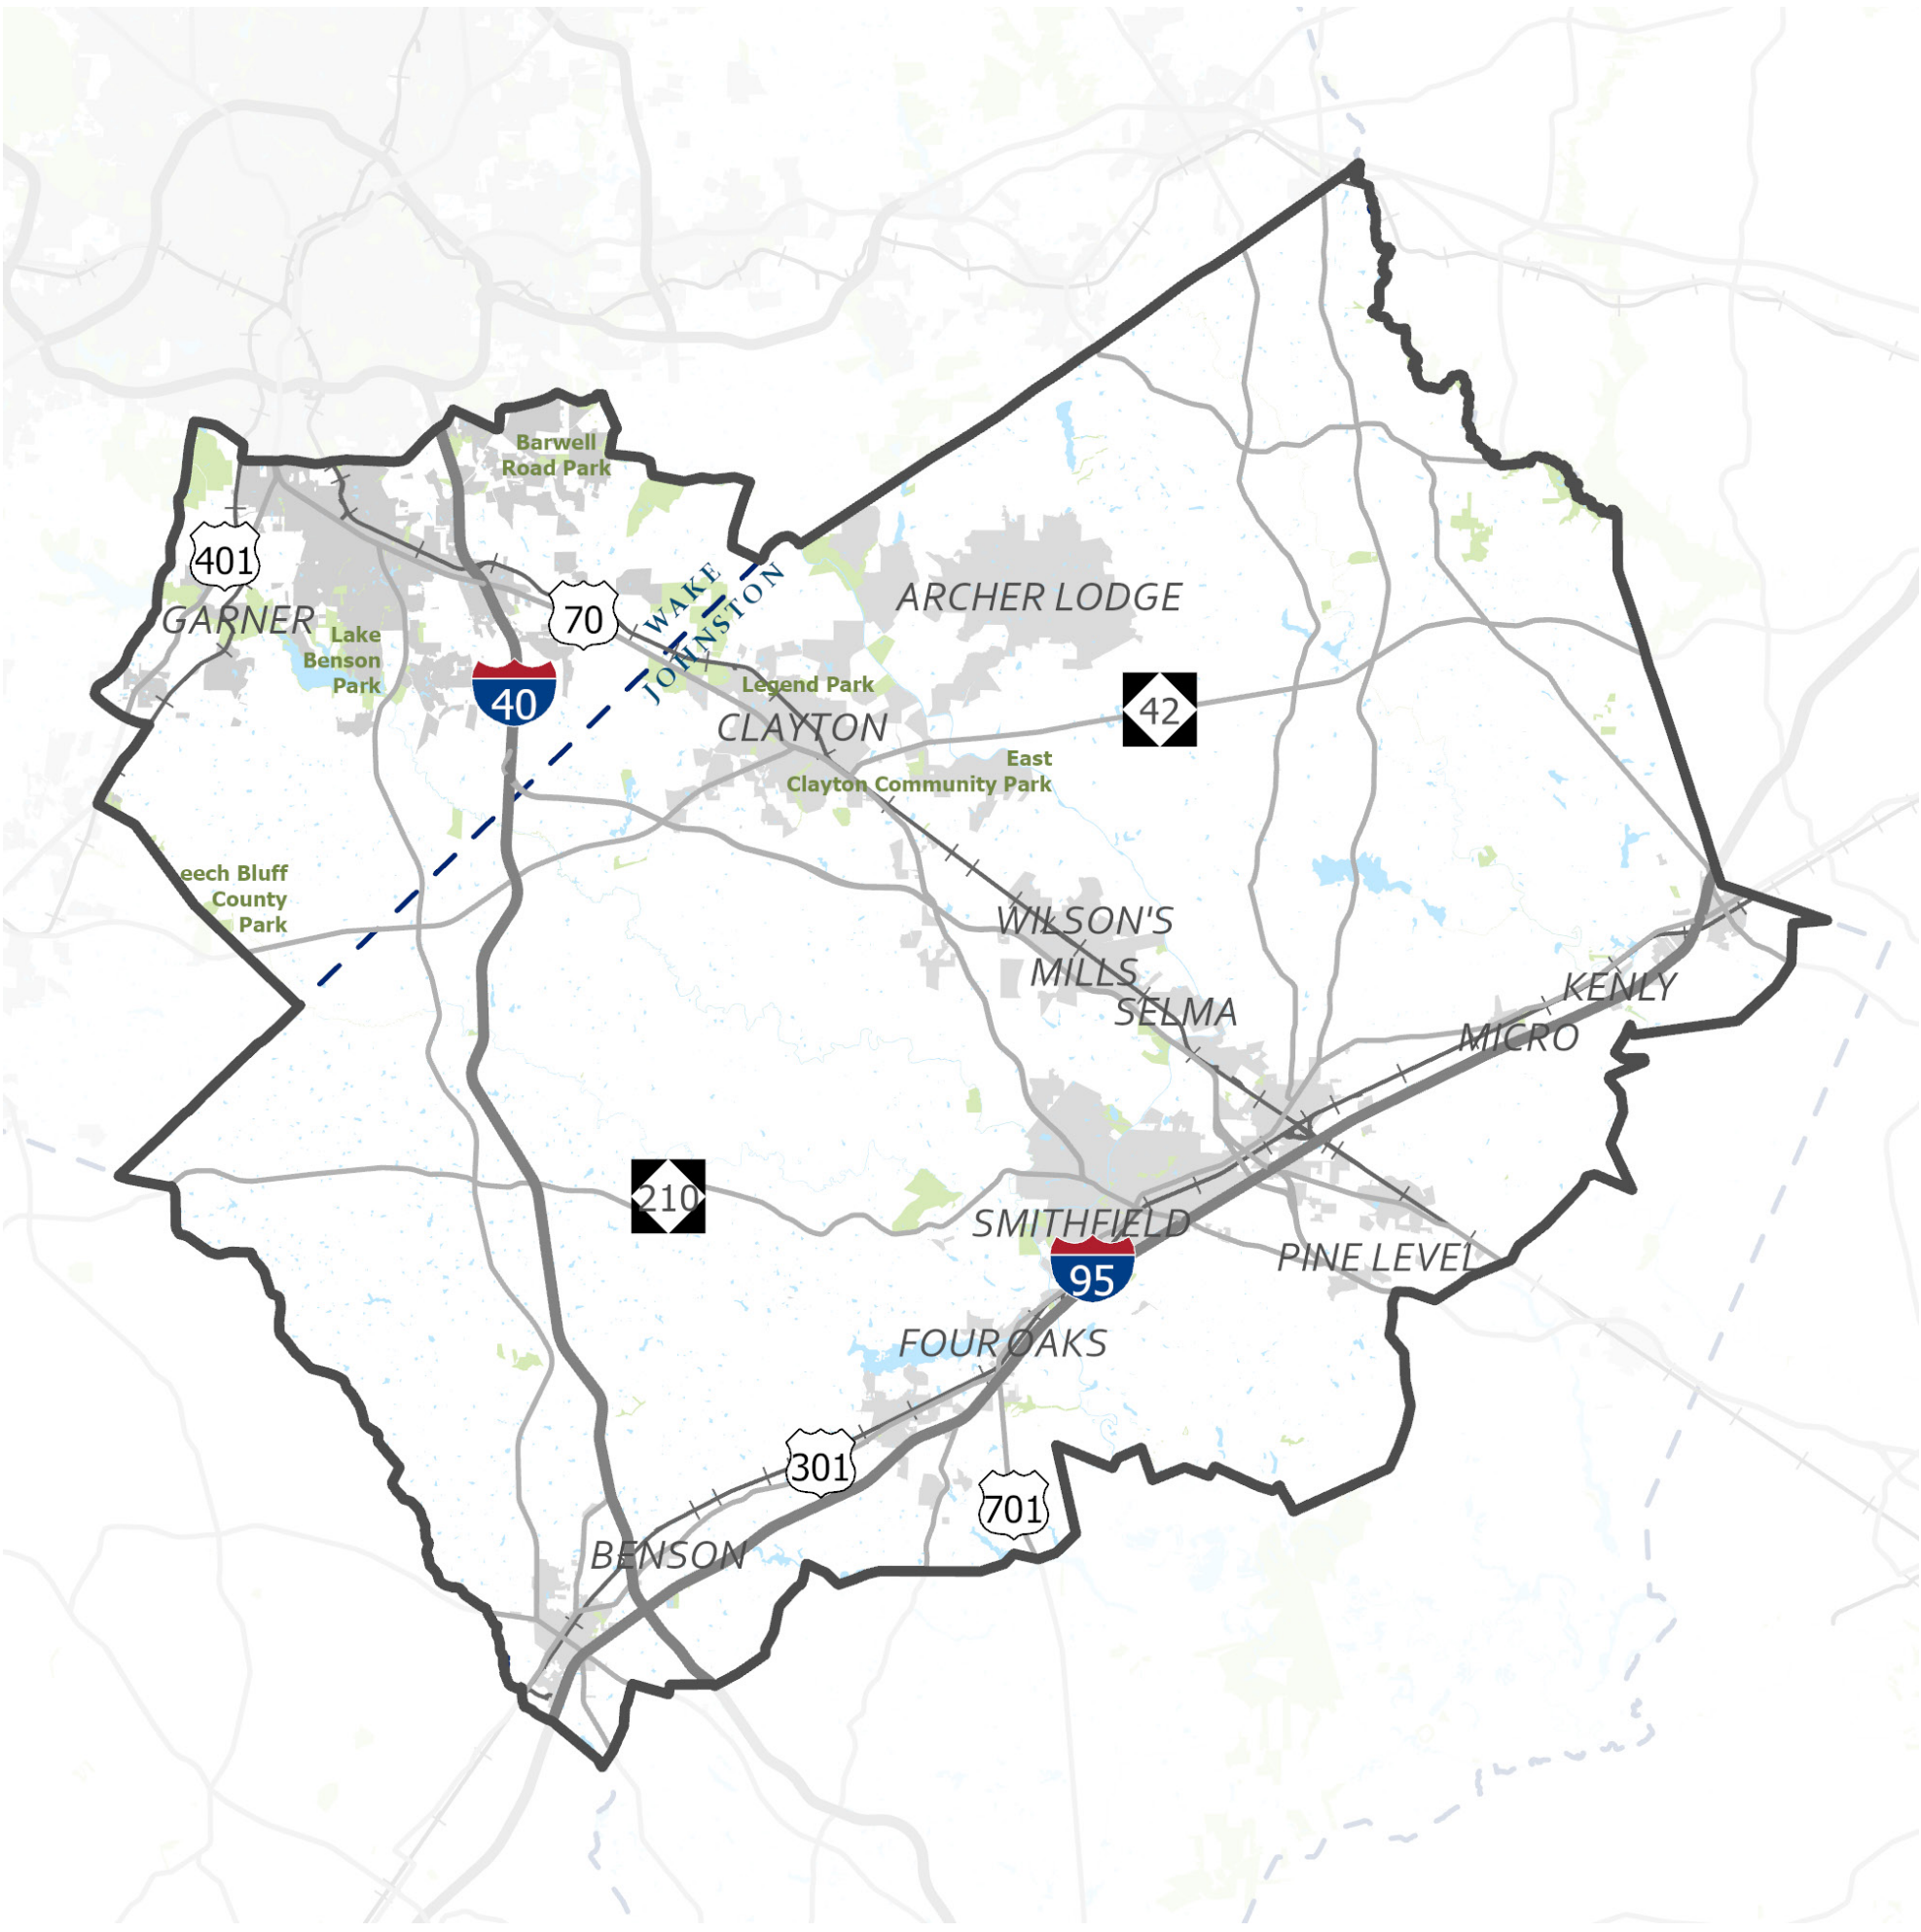 Barwell
Road Park
401
GARNER
Lake
Benson
Park
70
WAKE
JOHNSTON
ARCHER LODGE
40
Legend Park
CLAYTON
42
East
Clayton Community Park
eech Bluff
County
Park
WILSON'S
MILLS
SELMA
KENLY
MICRO
210
SMITHFIELD
PINE LEVEL
95
FOUR OAKS
301
701
BENSON